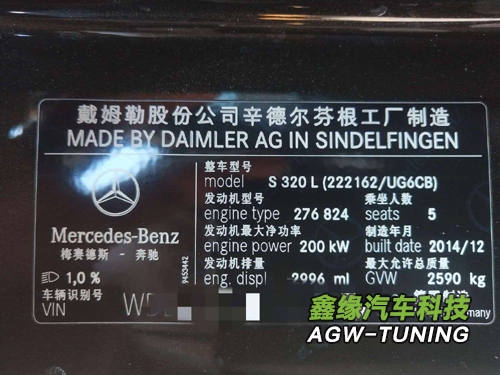 戴姆勒股份公司辛德尔芬根工厂制造
MADE BY DAIMLER AG IN SINDELFINGEN
整车型号
model S 320 L (222162/UG6CB)
发动机型号 乘坐人数
engine type 276 824 seats 5
发动机最大净功率 制造年月
engine power 200 kW built date 2014/12
发动机排量 最大允许总质量
eng. displ 2996 ml GVW 2590 kg
Mercedes-Benz
梅赛德斯 - 奔驰
1,0 %
车辆识别号
VIN WD
9453442
鑫缘汽车科技
AGW-TUNING